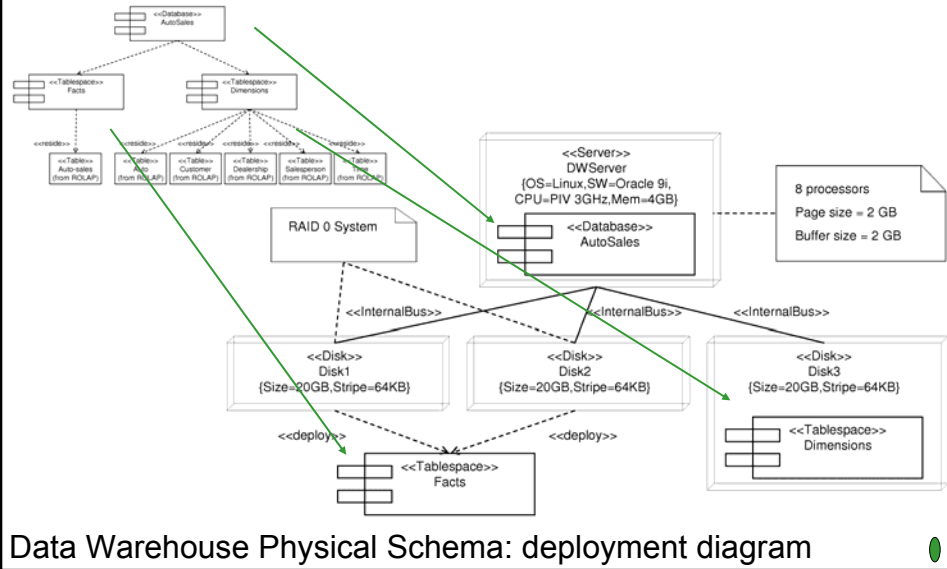 <<Database>>
AutoSales
<<Tablespace>>
Facts
<<Tablespace>>
Dimensions
<<reside>>
<<reside>>
<<reside>>
<<reside>>
<<reside>>
<<Table>>
Auto-sales
(from ROLAP)
<<Table>>
Auto
(from ROLAP)
<<Table>>
Customer
(from ROLAP)
<<Table>>
Dealership
(from ROLAP)
<<Table>>
Salesperson
(from ROLAP)
<<Table>>
Time
(from ROLAP)
RAID 0 System
<<Server>>
DWServer
{OS=Linux,SW=Oracle 9i,
CPU=PIV 3GHz,Mem=4GB}
<<Database>>
AutoSales
8 processors
Page size = 2 GB
Buffer size = 2 GB
<<InternalBus>>
<<InternalBus>>
<<InternalBus>>
<<Disk>>
Disk1
{Size=20GB,Stripe=64KB}
<<Disk>>
Disk2
{Size=20GB,Stripe=64KB}
<<Disk>>
Disk3
{Size=20GB,Stripe=64KB}
<<Tablespace>>
Dimensions
<<deploy>>
<<deploy>>
<<Tablespace>>
Facts
Data Warehouse Physical Schema: deployment diagram